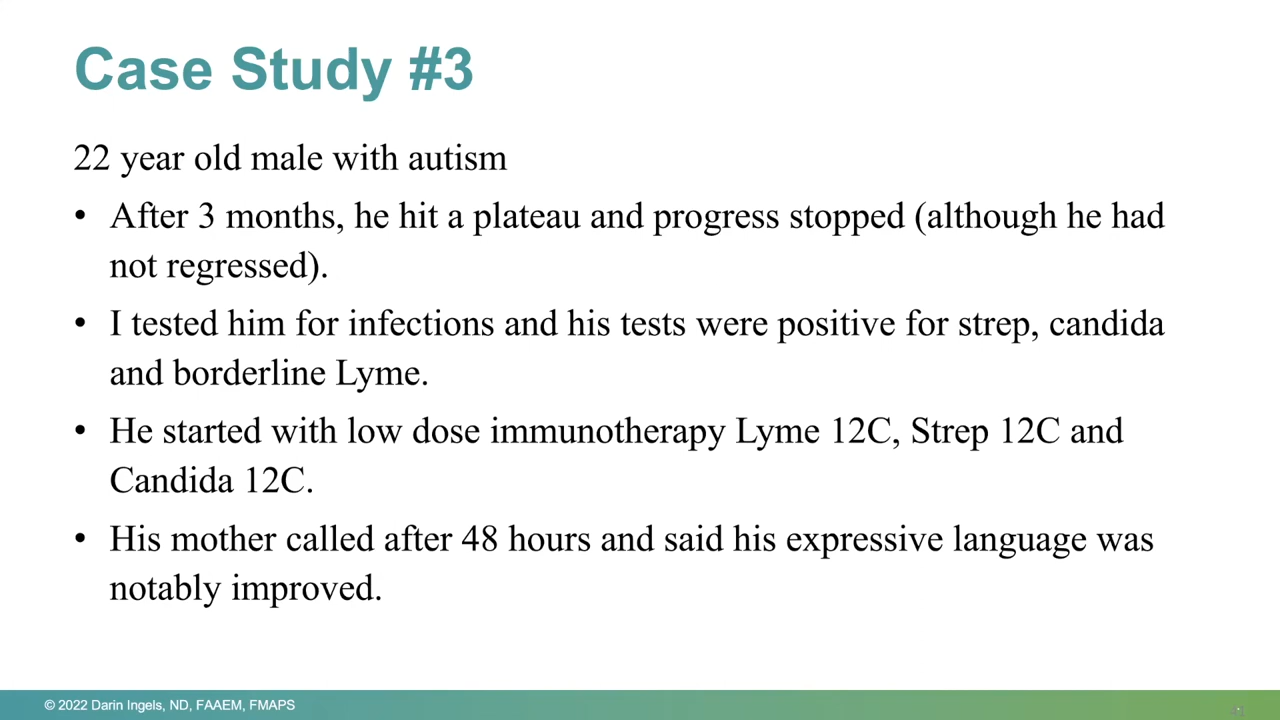 Case Study #3
22 year old male with autism
• After 3 months, he hit a plateau and progress stopped (although he had
not regressed).
• I tested him for infections and his tests were positive for strep, candida
and borderline Lyme.
• He started with low dose immunotherapy Lyme 12C, Strep 12C and
Candida 12C.
• His mother called after 48 hours and said his expressive language was
notably improved.
© 2022 Darin Ingels, ND, FAAEM, FMAPS